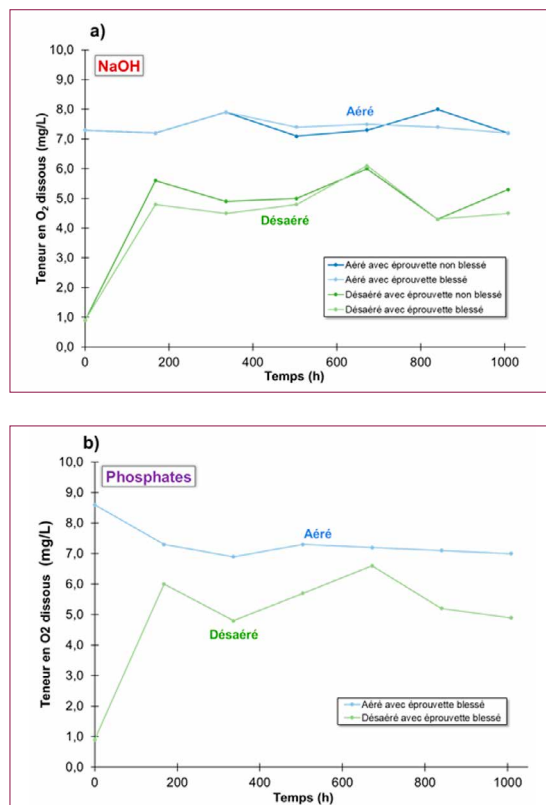 a)
NaOH
Teneur en O2 dissous (mg/L)
10,0
9,0
8,0
7,0
6,0
5,0
4,0
3,0
2,0
1,0
0,0
Aéré
Désaéré
Aéré avec éprouvette non blessé
Aéré avec éprouvette blessé
Désaéré avec éprouvette non blessé
Désaéré avec éprouvette blessé
0 200 400 600 800 1000
Temps (h)
b)
Phosphates
Teneur en O2 dissous (mg/L)
10,0
9,0
8,0
7,0
6,0
5,0
4,0
3,0
2,0
1,0
0,0
Aéré
Désaéré
Aéré avec éprouvette blessé
Désaéré avec éprouvette blessé
0 200 400 600 800 1000
Temps (h)